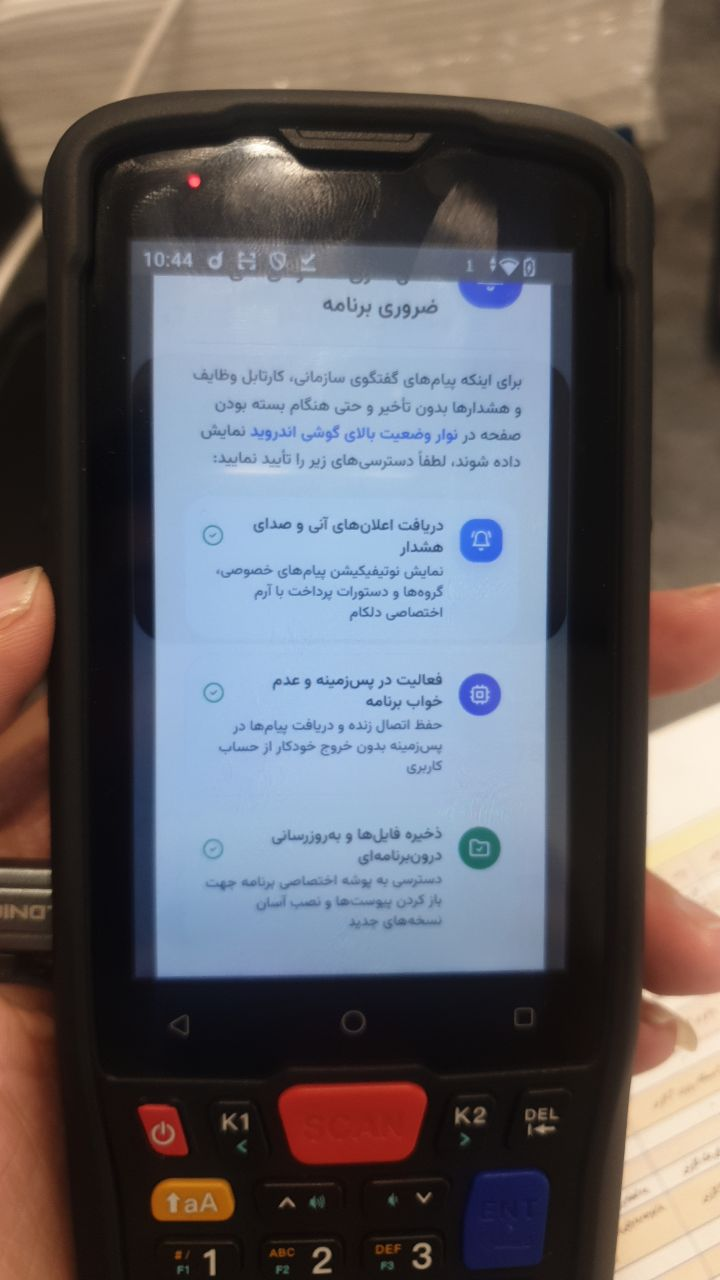 10:44
ضروری برنامه
برای اینکه پیام‌های گفتگوی سازمانی، کارتابل وظایف
و هشدارها بدون تأخیر و حتی هنگام بسته بودن
صفحه در نوار وضعیت بالای گوشی اندروید نمایش
داده شوند، لطفاً دسترسی‌های زیر را تأیید نمایید:
دریافت اعلان‌های آنی و صدای
هشدار
نمایش نوتیفیکیشن پیام‌های خصوصی،
گروه‌ها و دستورات پرداخت با آرم
اختصاصی دلکام
فعالیت در پس‌زمینه و عدم
خواب برنامه
حفظ اتصال زنده و دریافت پیام‌ها در
پس‌زمینه بدون خروج خودکار از حساب
کاربری
ذخیره فایل‌ها و به‌روزرسانی
درون‌برنامه‌ای
دسترسی به پوشه اختصاصی برنامه جهت
باز کردن پیوست‌ها و نصب آسان
نسخه‌های جدید
K1 SCAN K2 DEL
aA ENT
#/ F1 1 ABC F2 2 DEF F3 3